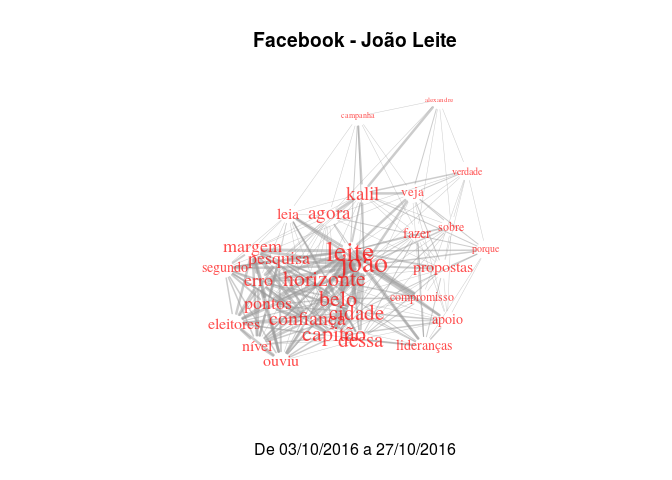 Facebook - João Leite
alexandre
campanha
verdade
kalil
veja
leia
agora
sobre
fazer
margem
porque
leite
pesquisa
joão
segundo
propostas
erro
horizonte
compromisso
belo
pontos
cidade
confiança
apoio
eleitores
capitão
dessa
nível
lideranças
ouviu
De 03/10/2016 a 27/10/2016